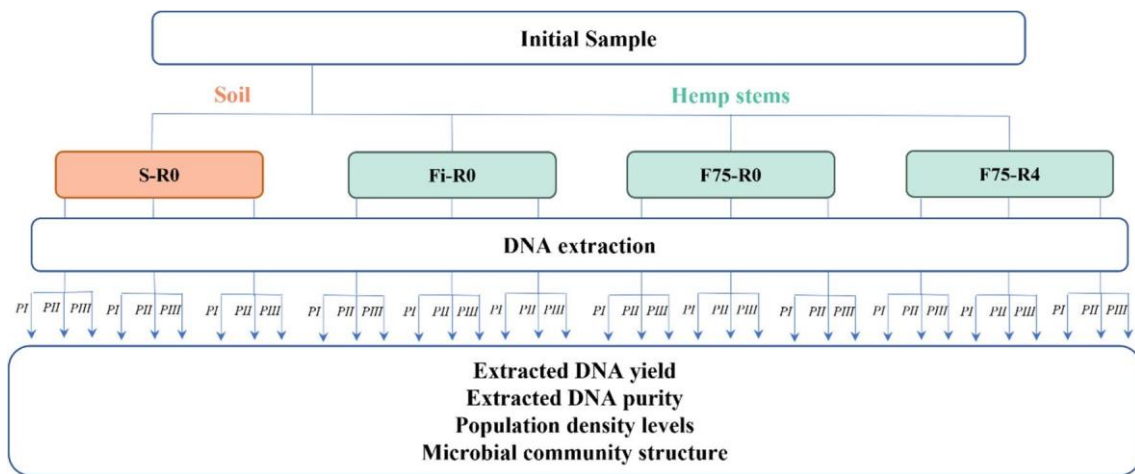 Initial Sample
Soil Hemp stems
S-R0 Fi-R0 F75-R0 F75-R4
DNA extraction
PI PII PIII PI PII PIII PI PII PIII PI PII PIII PI PII PIII PI PII PIII PI PII PIII PI PII PIII PI PII PIII PI PII PIII PI PII PIII PI PII PIII
Extracted DNA yield
Extracted DNA purity
Population density levels
Microbial community structure